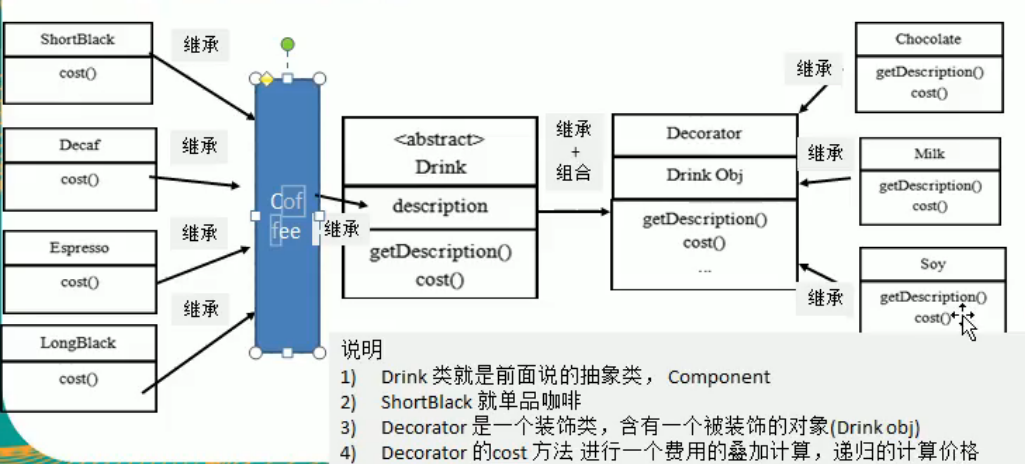 ShortBlack
cost()
继承
Decaf
cost()
继承
Espresso
cost()
继承
LongBlack
cost()
继承
Coffee
继承
<abstract>
Drink
description
getDescription()
cost()
继承
+
组合
Decorator
Drink Obj
getDescription()
cost()
...
继承
Chocolate
getDescription()
cost()
继承
Milk
getDescription()
cost()
继承
Soy
getDescription()
cost()
说明
1) Drink 类就是前面说的抽象类， Component
2) ShortBlack 就单品咖啡
3) Decorator 是一个装饰类，含有一个被装饰的对象(Drink obj)
4) Decorator 的cost 方法 进行一个费用的叠加计算，递归的计算价格